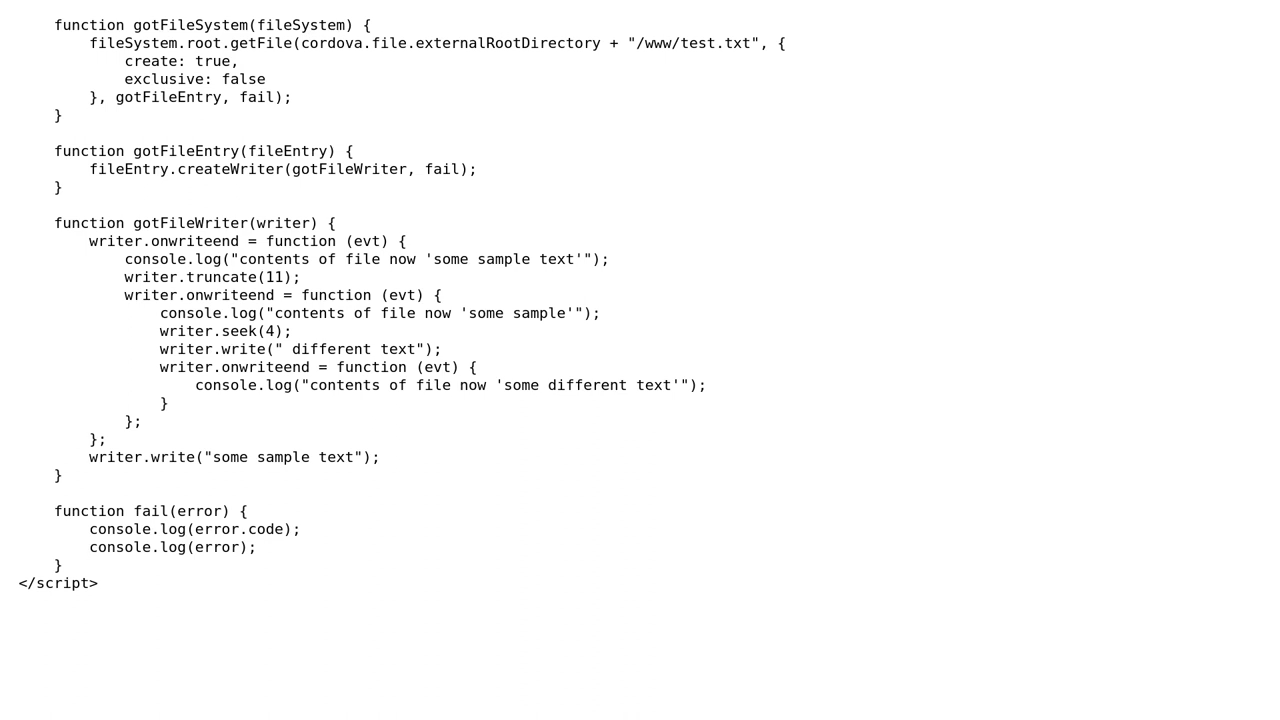 function gotFileSystem(fileSystem) {
        fileSystem.root.getFile(cordova.file.externalRootDirectory + "/www/test.txt", {
            create: true,
            exclusive: false
        }, gotFileEntry, fail);
    }

    function gotFileEntry(fileEntry) {
        fileEntry.createWriter(gotFileWriter, fail);
    }

    function gotFileWriter(writer) {
        writer.onwriteend = function (evt) {
            console.log("contents of file now 'some sample text'");
            writer.truncate(11);
            writer.onwriteend = function (evt) {
                console.log("contents of file now 'some sample'");
                writer.seek(4);
                writer.write(" different text");
                writer.onwriteend = function (evt) {
                    console.log("contents of file now 'some different text'");
                }
            };
        };
        writer.write("some sample text");
    }

    function fail(error) {
        console.log(error.code);
        console.log(error);
    }
</script>